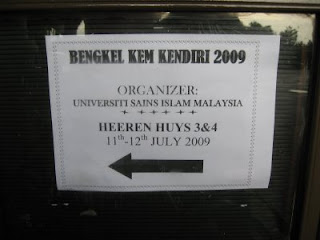 BENGKEL KEM KENDIRI 2009
ORGANIZER:
UNIVERSITI SAINS ISLAM MALAYSIA
HEEREN HUYS 3&4
11th-12th JULY 2009